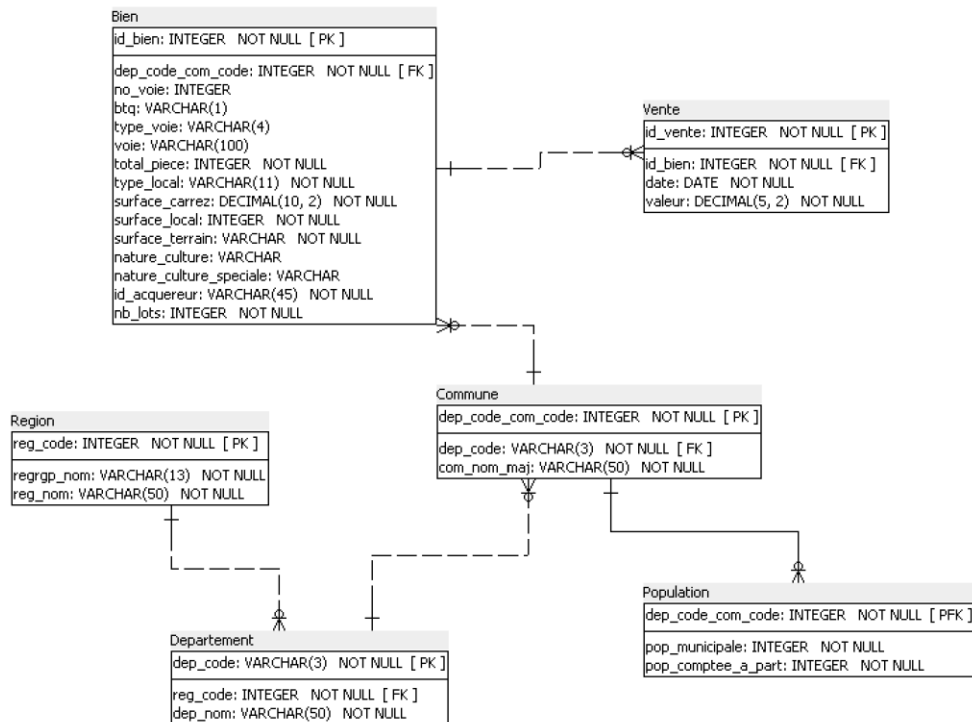 Bien
id_bien: INTEGER NOT NULL [ PK ]
dep_code_com_code: INTEGER NOT NULL [ FK ]
no_voie: INTEGER
btq: VARCHAR(1)
type_voie: VARCHAR(4)
voie: VARCHAR(100)
total_piece: INTEGER NOT NULL
type_local: VARCHAR(11) NOT NULL
surface_carrez: DECIMAL(10, 2) NOT NULL
surface_local: INTEGER NOT NULL
surface_terrain: VARCHAR NOT NULL
nature_culture: VARCHAR
nature_culture_speciale: VARCHAR
id_acquereur: VARCHAR(45) NOT NULL
nb_lots: INTEGER NOT NULL
Vente
id_vente: INTEGER NOT NULL [ PK ]
id_bien: INTEGER NOT NULL [ FK ]
date: DATE NOT NULL
valeur: DECIMAL(5, 2) NOT NULL
Commune
dep_code_com_code: INTEGER NOT NULL [ PK ]
dep_code: VARCHAR(3) NOT NULL [ FK ]
com_nom_maj: VARCHAR(50) NOT NULL
Region
reg_code: INTEGER NOT NULL [ PK ]
regrgp_nom: VARCHAR(13) NOT NULL
reg_nom: VARCHAR(50) NOT NULL
Population
dep_code_com_code: INTEGER NOT NULL [ PFK ]
pop_municipale: INTEGER NOT NULL
pop_comptee_a_part: INTEGER NOT NULL
Departement
dep_code: VARCHAR(3) NOT NULL [ PK ]
reg_code: INTEGER NOT NULL [ FK ]
dep_nom: VARCHAR(50) NOT NULL